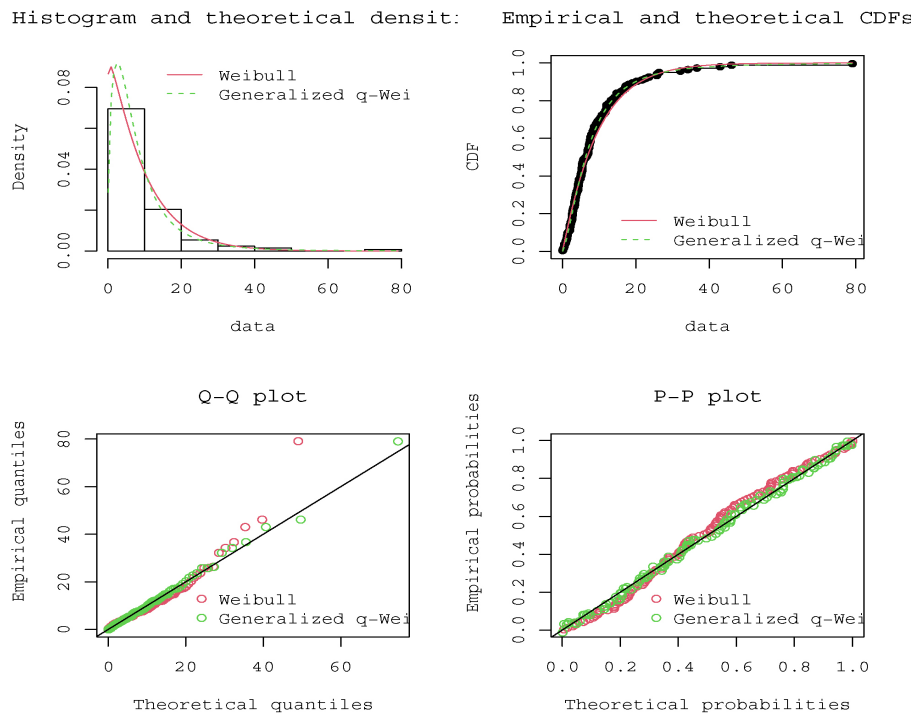 Histogram and theoretical densit
Density
0.00 0.04 0.08
Weibull
Generalized q-Wei
0 20 40 60 80
data
Empirical and theoretical CDFs
CDF
0.0 0.2 0.4 0.6 0.8 1.0
Weibull
Generalized q-Wei
0 20 40 60 80
data
Q-Q plot
Empirical quantiles
0 20 40 60 80
Weibull
Generalized q-Wei
0 20 40 60
Theoretical quantiles
P-P plot
Empirical probabilities
0.0 0.2 0.4 0.6 0.8 1.0
Weibull
Generalized q-Wei
0.0 0.2 0.4 0.6 0.8 1.0
Theoretical probabilities